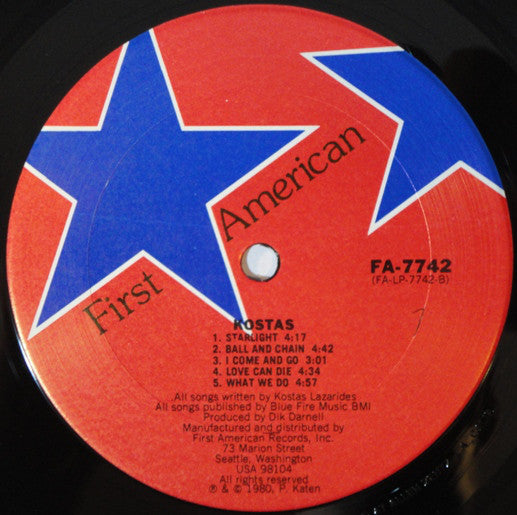 First American
FA-7742
(FA-LP-7742-B)
KOSTAS
1. STARLIGHT 4:17
2. BALL AND CHAIN 4:42
3. I COME AND GO 3:01
4. LOVE CAN DIE 4:34
5. WHAT WE DO 4:57
All songs written by Kostas Lazarides
All songs published by Blue Fire Music BMI
Produced by Dik Darnell
Manufactured and distributed by
First American Records, Inc.
73 Marion Street
Seattle, Washington
USA 98104
All rights reserved
℗ & © 1980, P. Katen